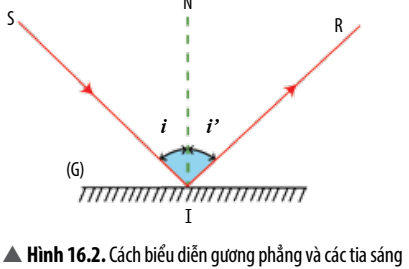 N
S
R
i i’
(G)
I
▲ Hình 16.2. Cách biểu diễn gương phẳng và các tia sáng